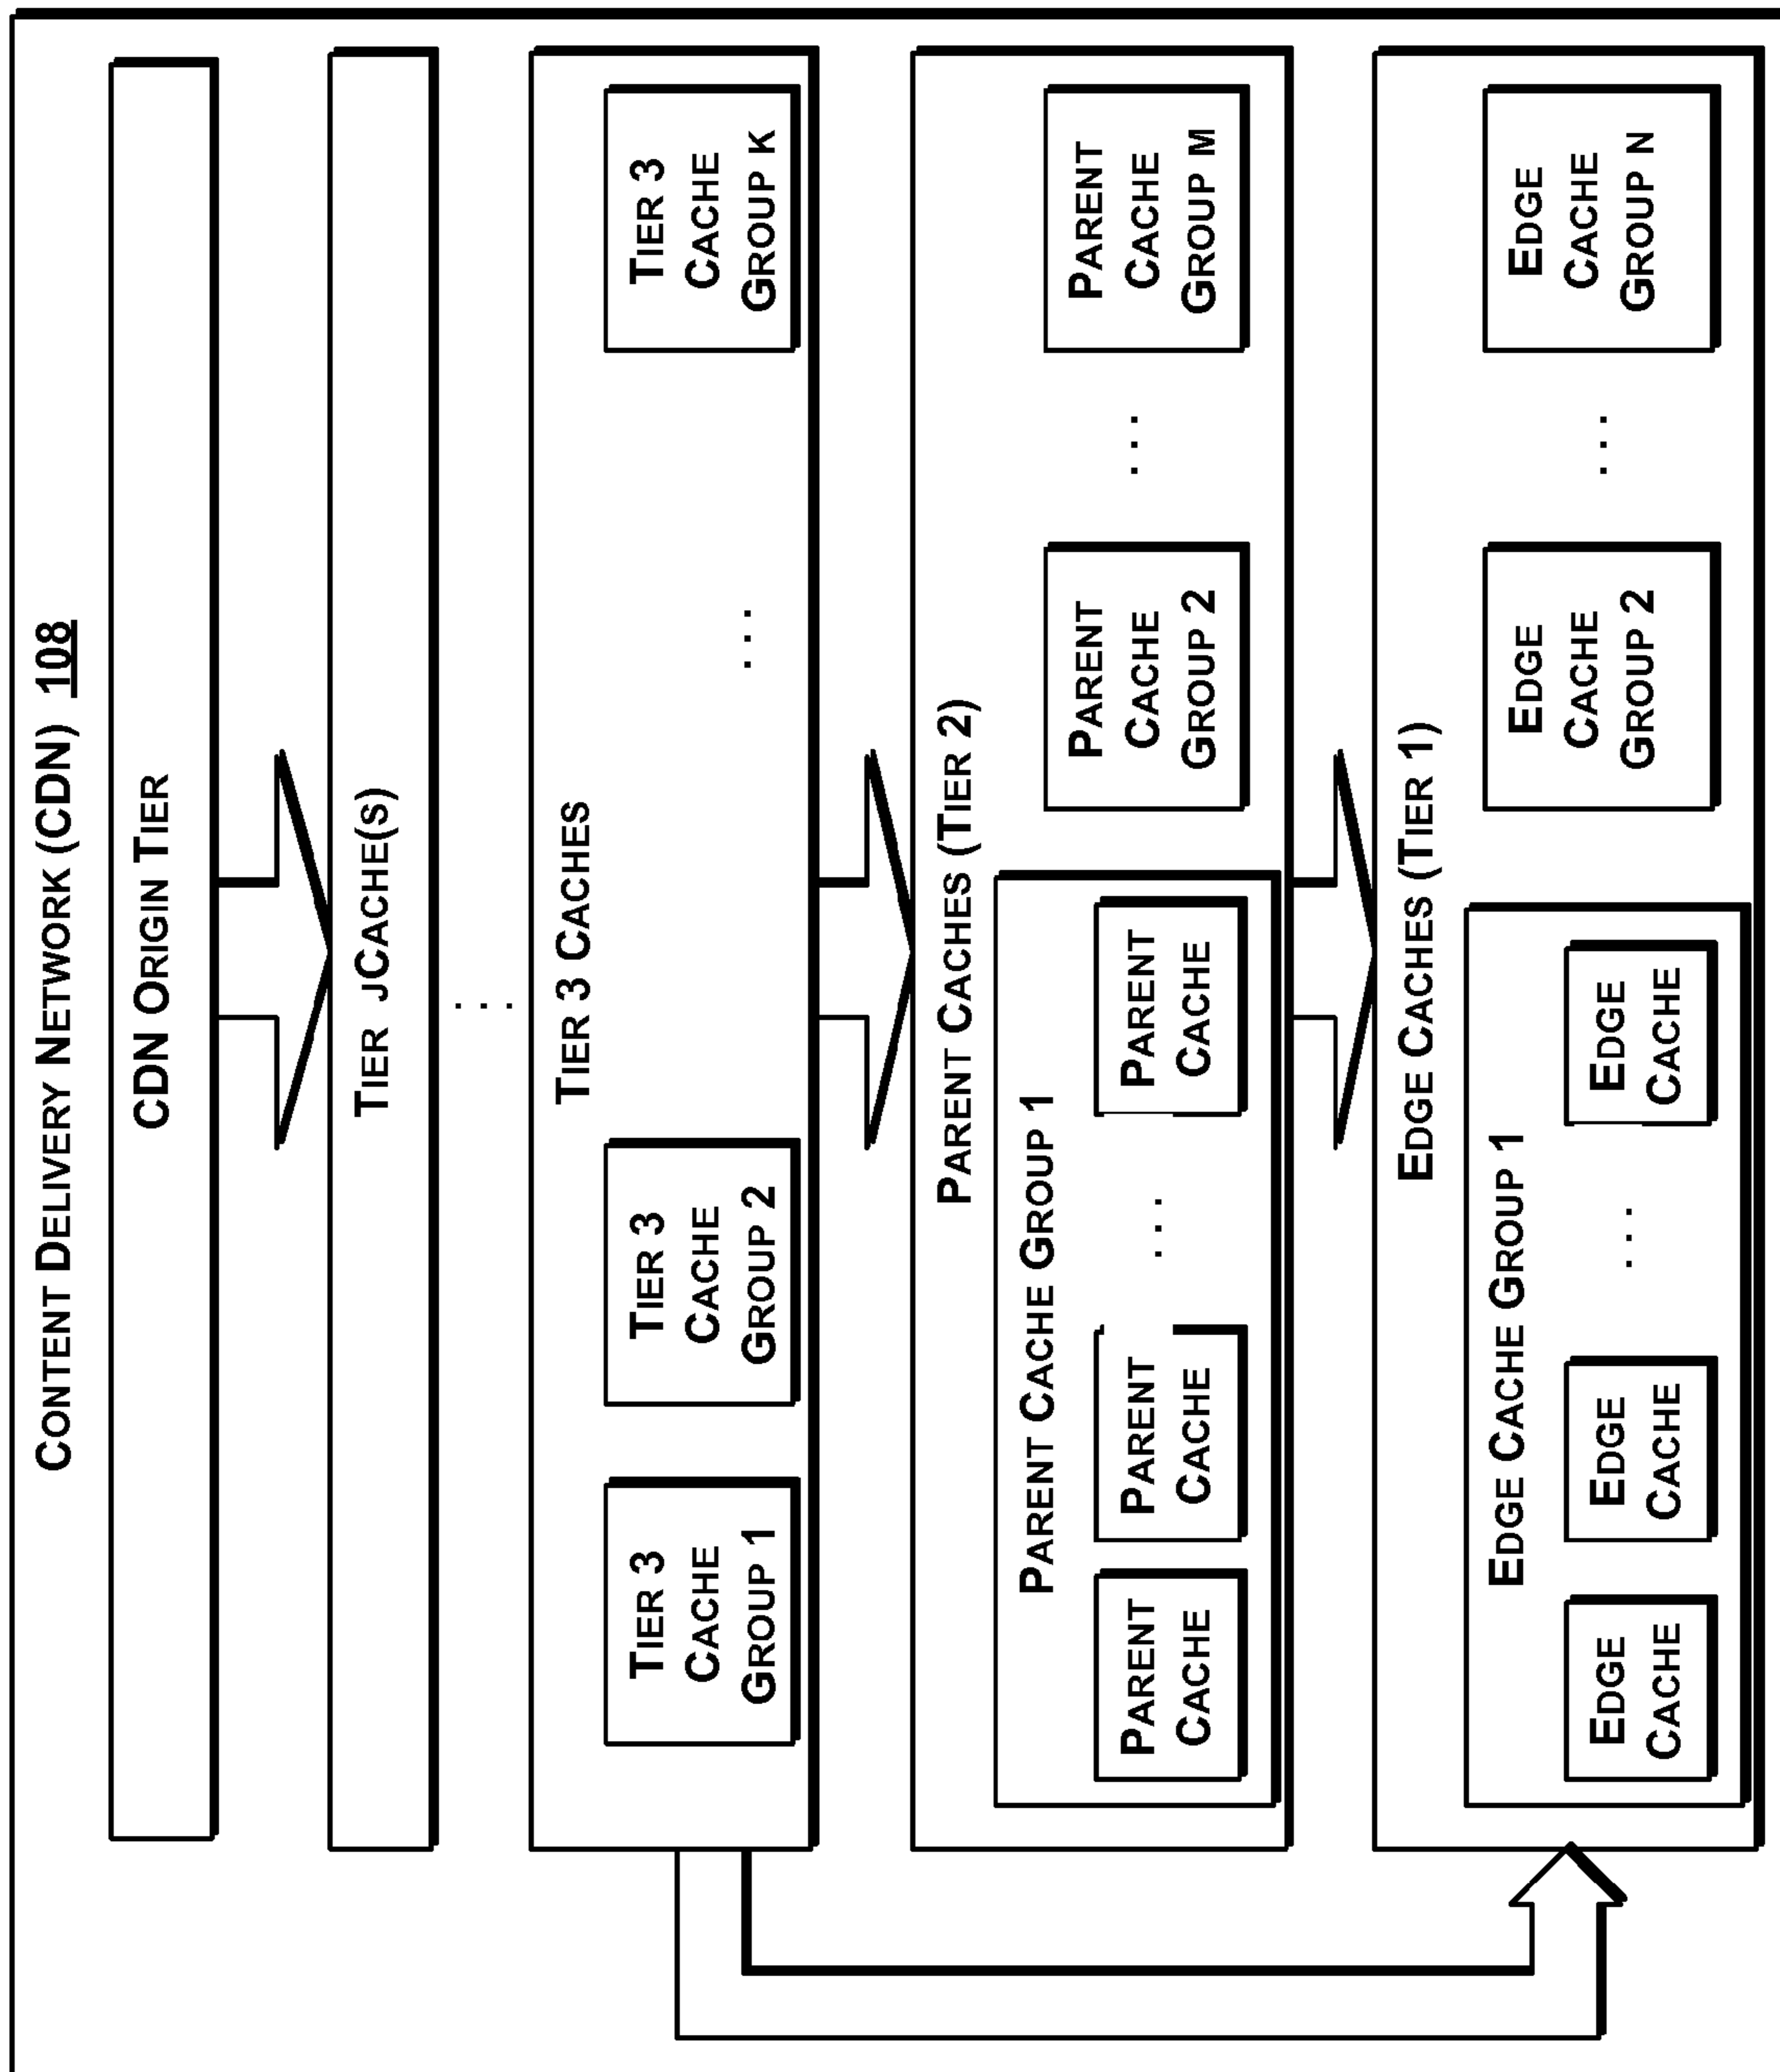 CONTENT DELIVERY NETWORK (CDN) 108
CDN ORIGIN TIER
TIER JCACHE(S)
. . .
TIER 3 CACHES
TIER 3
CACHE
GROUP 1
TIER 3
CACHE
GROUP 2
. . .
TIER 3
CACHE
GROUP K
PARENT CACHES (TIER 2)
PARENT CACHE GROUP 1
PARENT
CACHE
PARENT
CACHE
. . .
PARENT
CACHE
PARENT
CACHE
GROUP 2
. . .
PARENT
CACHE
GROUP M
EDGE CACHES (TIER 1)
EDGE CACHE GROUP 1
EDGE
CACHE
EDGE
CACHE
. . .
EDGE
CACHE
EDGE
CACHE
GROUP 2
. . .
EDGE
CACHE
GROUP N